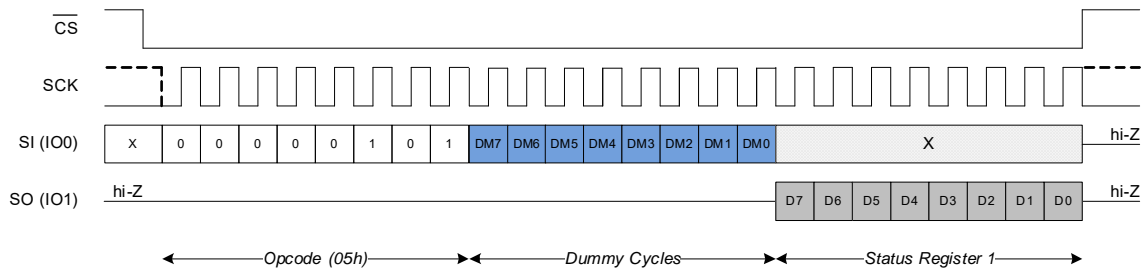 CS
SCK
SI (IO0) X 0 0 0 0 0 1 0 1 DM7 DM6 DM5 DM4 DM3 DM2 DM1 DM0 X hi-Z
SO (IO1) hi-Z D7 D6 D5 D4 D3 D2 D1 D0 hi-Z
Opcode (05h) Dummy Cycles Status Register 1